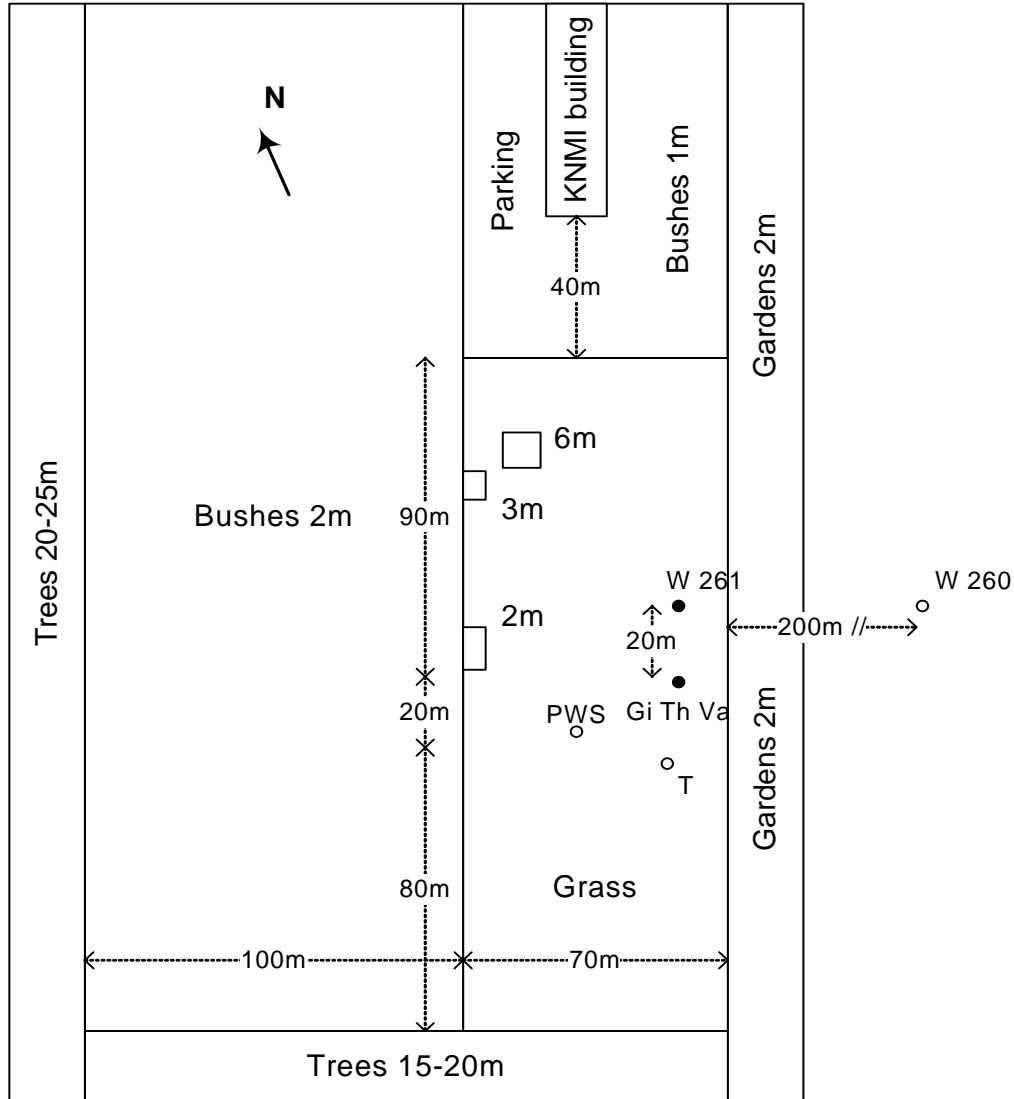 N
Parking
KNMI building
Bushes 1m
Gardens 2m
40m
Trees 20-25m
Bushes 2m
90m
6m
3m
2m
W 261
W 260
20m
200m //
20m
PWS
Gi Th Va
T
Gardens 2m
80m
Grass
100m
70m
Trees 15-20m